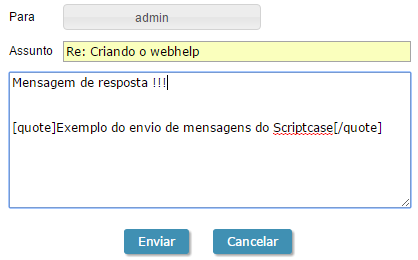 Para admin
Assunto Re: Criando o webhelp
Mensagem de resposta !!!
[quote]Exemplo do envio de mensagens do Scriptcase[/quote]
Enviar Cancelar